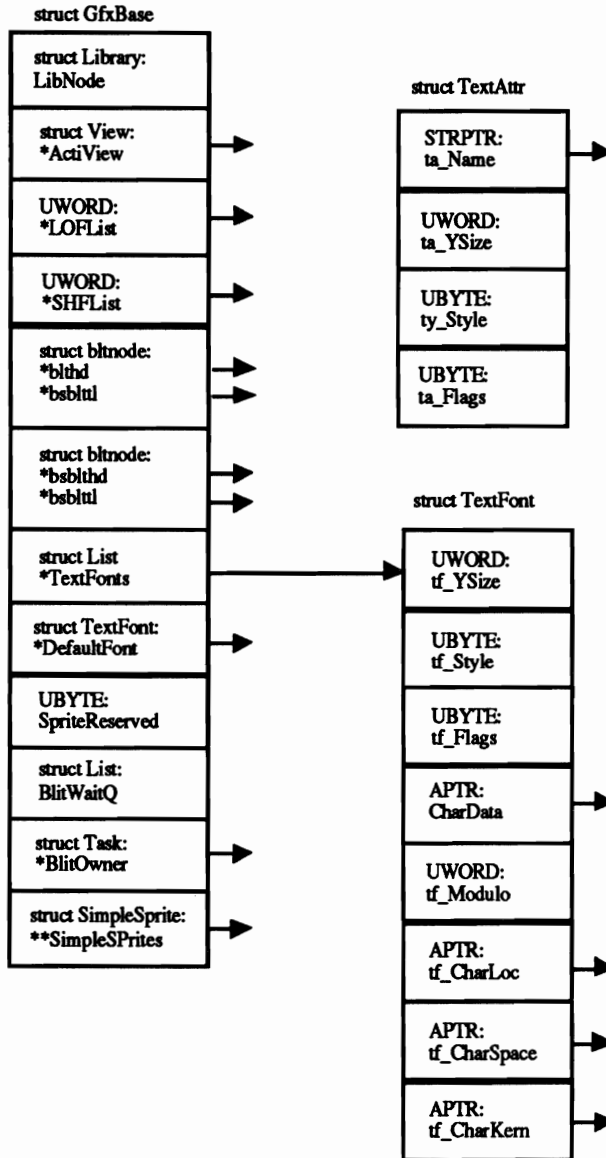 struct GfxBase
struct Library:
LibNode
struct View:
*ActiView
UWORD:
*LOFList
UWORD:
*SHFList
struct bltnode:
*blthd
*bsblttl
struct bltnode:
*bsblthd
*bsblttl
struct List
*TextFonts
struct TextFont:
*DefaultFont
UBYTE:
SpriteReserved
struct List:
BlitWaitQ
struct Task:
*BlitOwner
struct SimpleSprite:
**SimpleSPrites
struct TextAttr
STRPTR:
ta_Name
UWORD:
ta_YSize
UBYTE:
ty_Style
UBYTE:
ta_Flags
struct TextFont
UWORD:
tf_YSize
UBYTE:
tf_Style
UBYTE:
tf_Flags
APTR:
CharData
UWORD:
tf_Modulo
APTR:
tf_CharLoc
APTR:
tf_CharSpace
APTR:
tf_CharKern